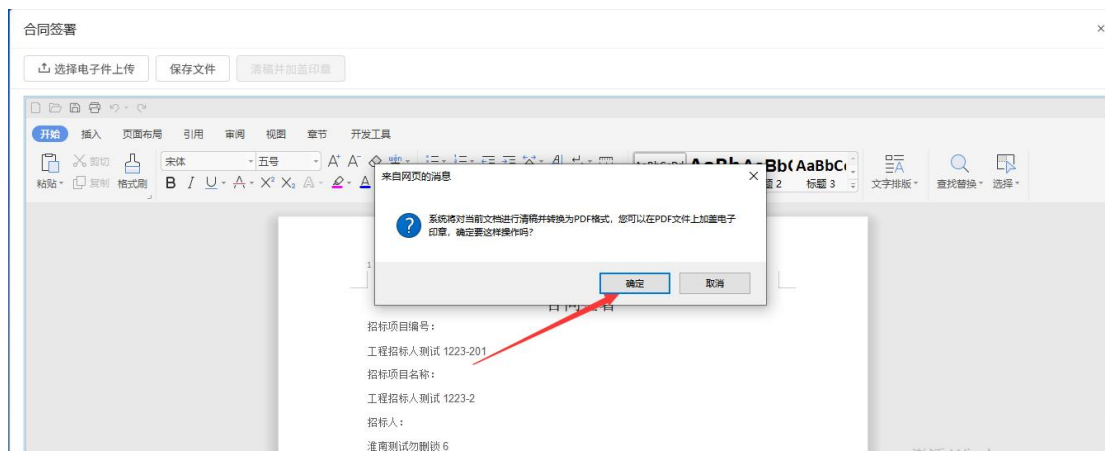 合同签署
×
选择电子件上传 保存文件 清稿并加盖印章
开始 插入 页面布局 引用 审阅 视图 章节 开发工具
粘贴 剪切 复制 格式刷 宋体 五号 A⁺ A⁻ B I U A X² X₂ A A
AaBbC 标题 3 文字排版 查找替换 选择
来自网页的消息
系统将对当前文档进行清稿并转换为PDF格式，您可以在PDF文件上加盖电子
印章，确定要这样操作吗？
确定 取消
1
合同签署
招标项目编号：
工程招标人测试 1223-201
招标项目名称：
工程招标人测试 1223-2
招标人：
淮南测试勿删锁 6